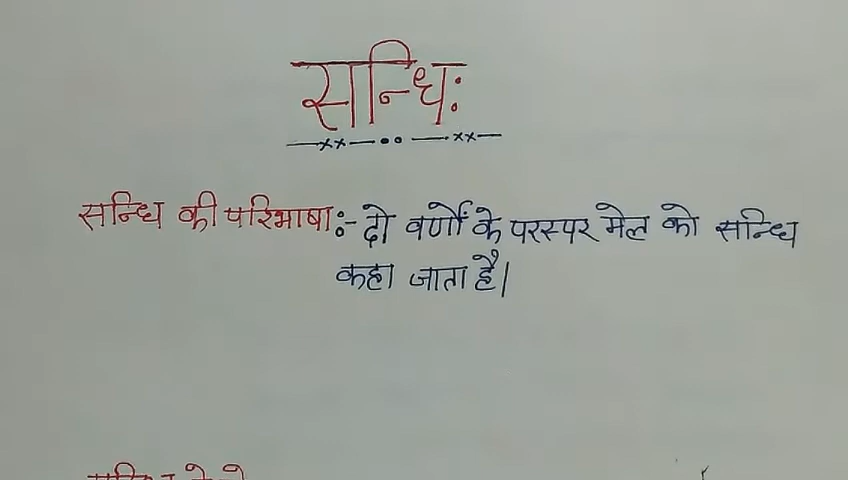 सन्धिः
सन्धि की परिभाषाः- दो वर्णों के परस्पर मेल को सन्धि
कहा जाता है।